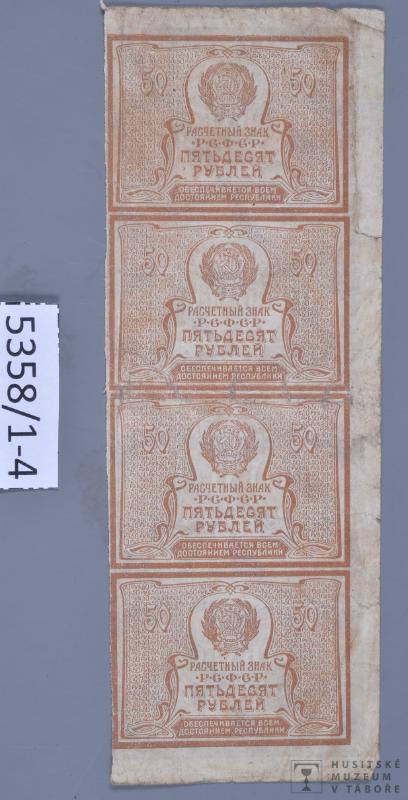 50 50
РАСЧЕТНЫЙ ЗНАК
Р·С·Ф·С·Р
ПЯТЬДЕСЯТ
РУБЛЕЙ
ОБЕСПЕЧИВАЕТСЯ ВСЕМ
ДОСТОЯНИЕМ РЕСПУБЛИКИ
50 50
РАСЧЕТНЫЙ ЗНАК
Р·С·Ф·С·Р
ПЯТЬДЕСЯТ
РУБЛЕЙ
ОБЕСПЕЧИВАЕТСЯ ВСЕМ
ДОСТОЯНИЕМ РЕСПУБЛИКИ
5358/1-4
50 50
РАСЧЕТНЫЙ ЗНАК
Р·С·Ф·С·Р
ПЯТЬДЕСЯТ
РУБЛЕЙ
ОБЕСПЕЧИВАЕТСЯ ВСЕМ
ДОСТОЯНИЕМ РЕСПУБЛИКИ
50 50
РАСЧЕТНЫЙ ЗНАК
Р·С·Ф·С·Р
ПЯТЬДЕСЯТ
РУБЛЕЙ
ОБЕСПЕЧИВАЕТСЯ ВСЕМ
ДОСТОЯНИЕМ РЕСПУБЛИКИ
HUSITSKÉ
MUZEUM
V TÁBOŘE